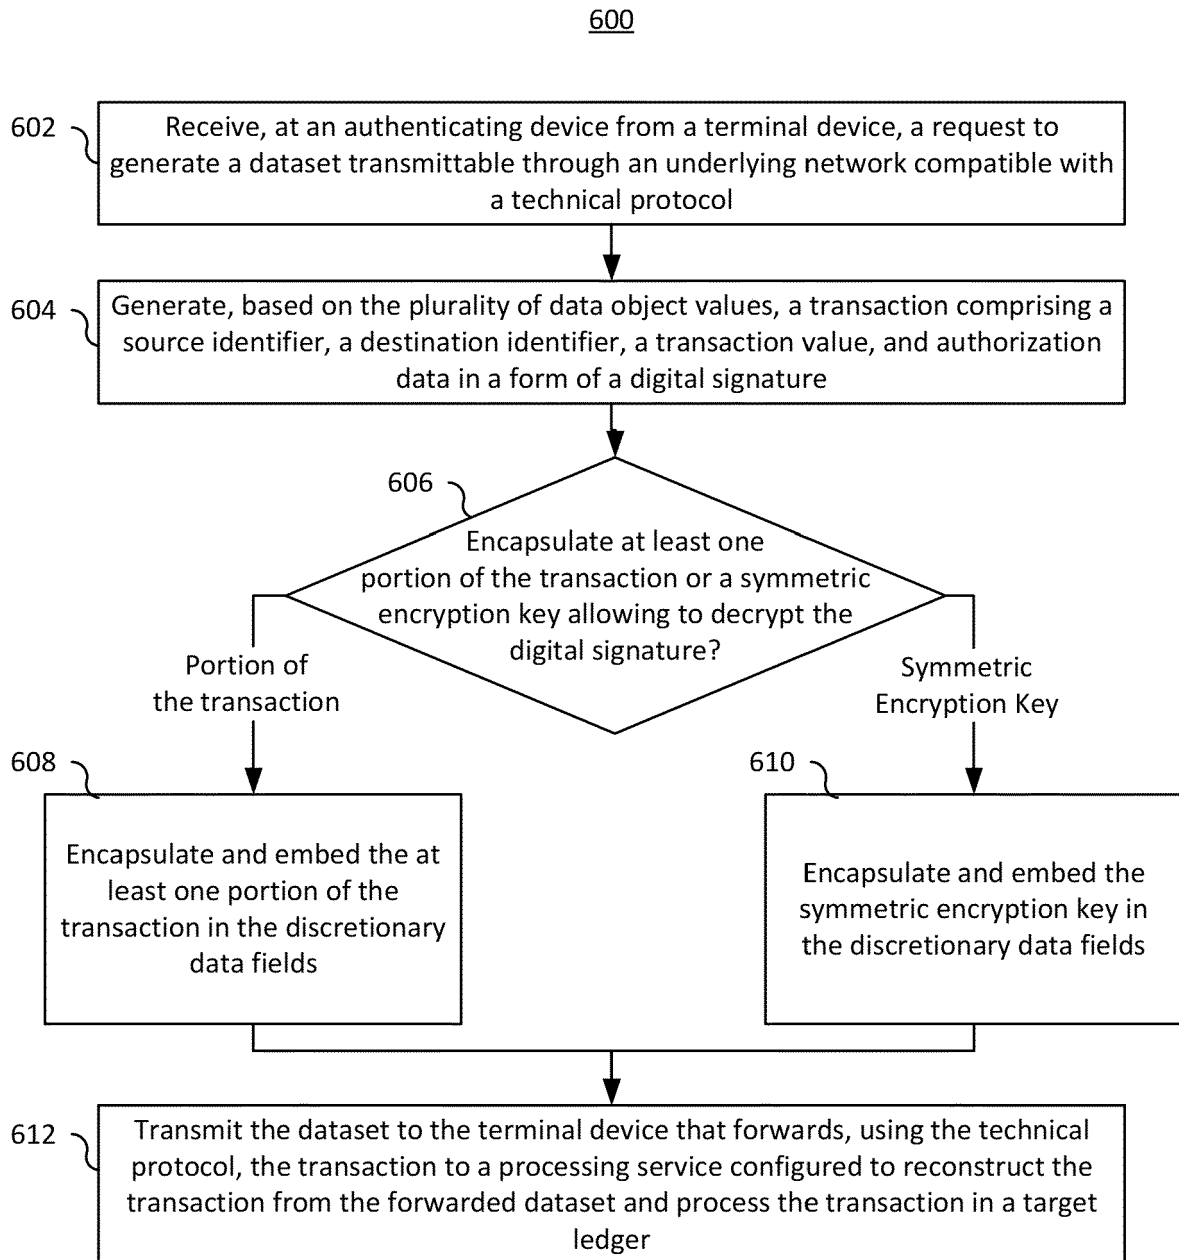 600
602
Receive, at an authenticating device from a terminal device, a request to
generate a dataset transmittable through an underlying network compatible with
a technical protocol
604
Generate, based on the plurality of data object values, a transaction comprising a
source identifier, a destination identifier, a transaction value, and authorization
data in a form of a digital signature
606
Encapsulate at least one
portion of the transaction or a symmetric
encryption key allowing to decrypt the
digital signature?
Portion of
the transaction
Symmetric
Encryption Key
608
Encapsulate and embed the at
least one portion of the
transaction in the discretionary
data fields
610
Encapsulate and embed the
symmetric encryption key in
the discretionary data fields
612
Transmit the dataset to the terminal device that forwards, using the technical
protocol, the transaction to a processing service configured to reconstruct the
transaction from the forwarded dataset and process the transaction in a target
ledger